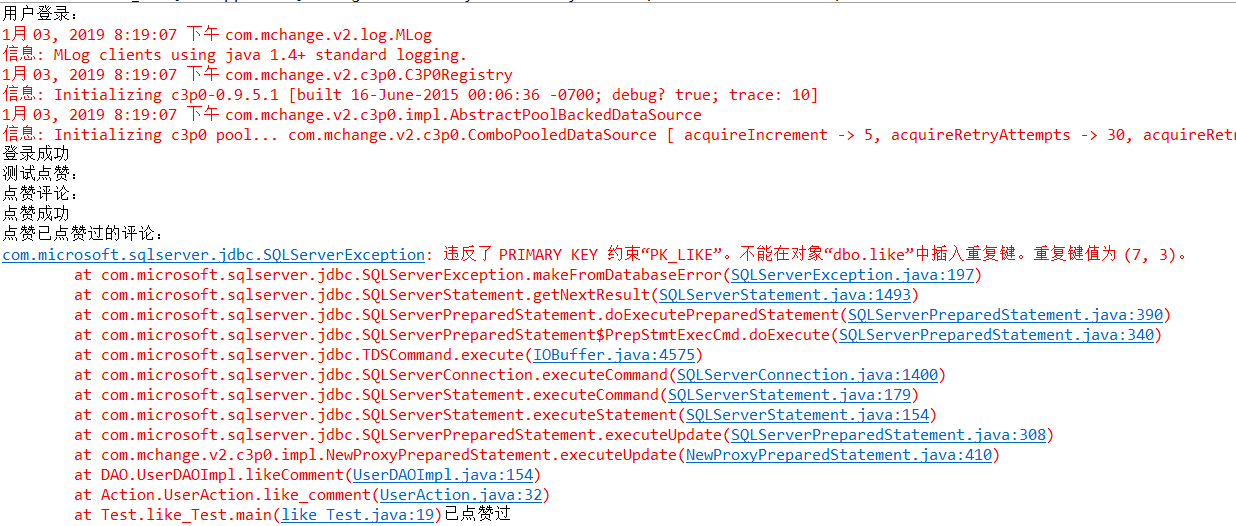 用户登录：
1月 03, 2019 8:19:07 下午 com.mchange.v2.log.MLog
信息: MLog clients using java 1.4+ standard logging.
1月 03, 2019 8:19:07 下午 com.mchange.v2.c3p0.C3P0Registry
信息: Initializing c3p0-0.9.5.1 [built 16-June-2015 00:06:36 -0700; debug? true; trace: 10]
1月 03, 2019 8:19:07 下午 com.mchange.v2.c3p0.impl.AbstractPoolBackedDataSource
信息: Initializing c3p0 pool... com.mchange.v2.c3p0.ComboPooledDataSource [ acquireIncrement -> 5, acquireRetryAttempts -> 30, acquireRetr
登录成功
测试点赞：
点赞评论：
点赞成功
点赞已点赞过的评论：
com.microsoft.sqlserver.jdbc.SQLServerException: 违反了 PRIMARY KEY 约束“PK_LIKE”。不能在对象“dbo.like”中插入重复键。重复键值为 (7, 3)。
at com.microsoft.sqlserver.jdbc.SQLServerException.makeFromDatabaseError(SQLServerException.java:197)
at com.microsoft.sqlserver.jdbc.SQLServerStatement.getNextResult(SQLServerStatement.java:1493)
at com.microsoft.sqlserver.jdbc.SQLServerPreparedStatement.doExecutePreparedStatement(SQLServerPreparedStatement.java:390)
at com.microsoft.sqlserver.jdbc.SQLServerPreparedStatement$PrepStmtExecCmd.doExecute(SQLServerPreparedStatement.java:340)
at com.microsoft.sqlserver.jdbc.TDSCommand.execute(IOBuffer.java:4575)
at com.microsoft.sqlserver.jdbc.SQLServerConnection.executeCommand(SQLServerConnection.java:1400)
at com.microsoft.sqlserver.jdbc.SQLServerStatement.executeCommand(SQLServerStatement.java:179)
at com.microsoft.sqlserver.jdbc.SQLServerStatement.executeStatement(SQLServerStatement.java:154)
at com.microsoft.sqlserver.jdbc.SQLServerPreparedStatement.executeUpdate(SQLServerPreparedStatement.java:308)
at com.mchange.v2.c3p0.impl.NewProxyPreparedStatement.executeUpdate(NewProxyPreparedStatement.java:410)
at DAO.UserDAOImpl.likeComment(UserDAOImpl.java:154)
at Action.UserAction.like_comment(UserAction.java:32)
at Test.like_Test.main(like_Test.java:19)已点赞过